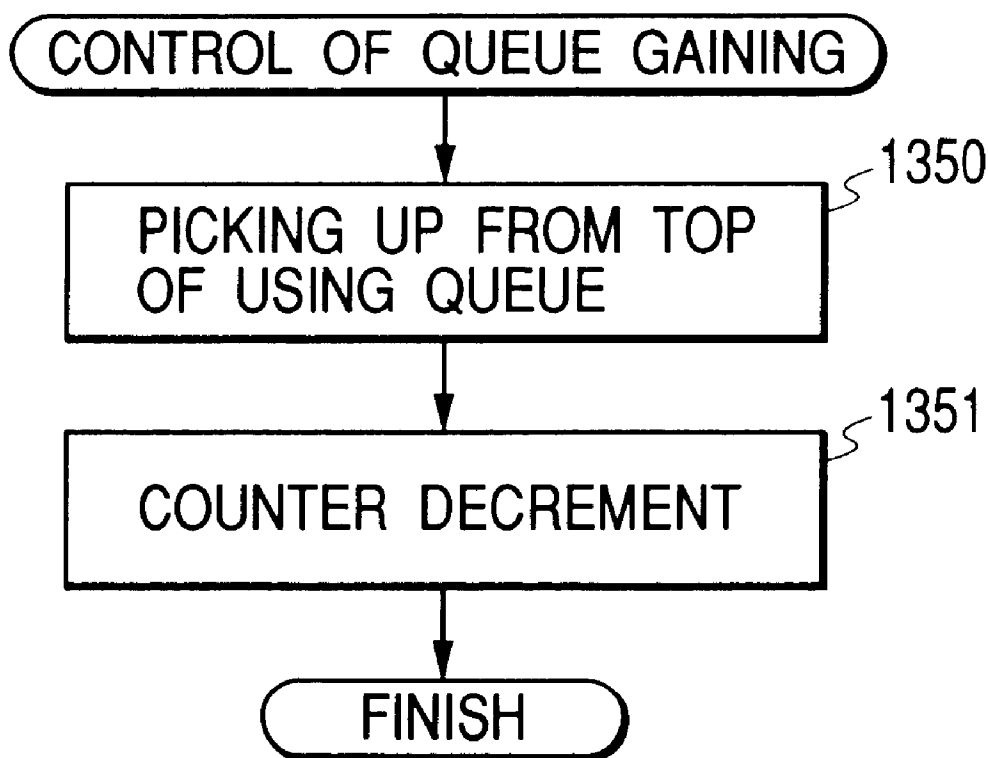 CONTROL OF QUEUE GAINING
1350
PICKING UP FROM TOP
OF USING QUEUE
1351
COUNTER DECREMENT
FINISH